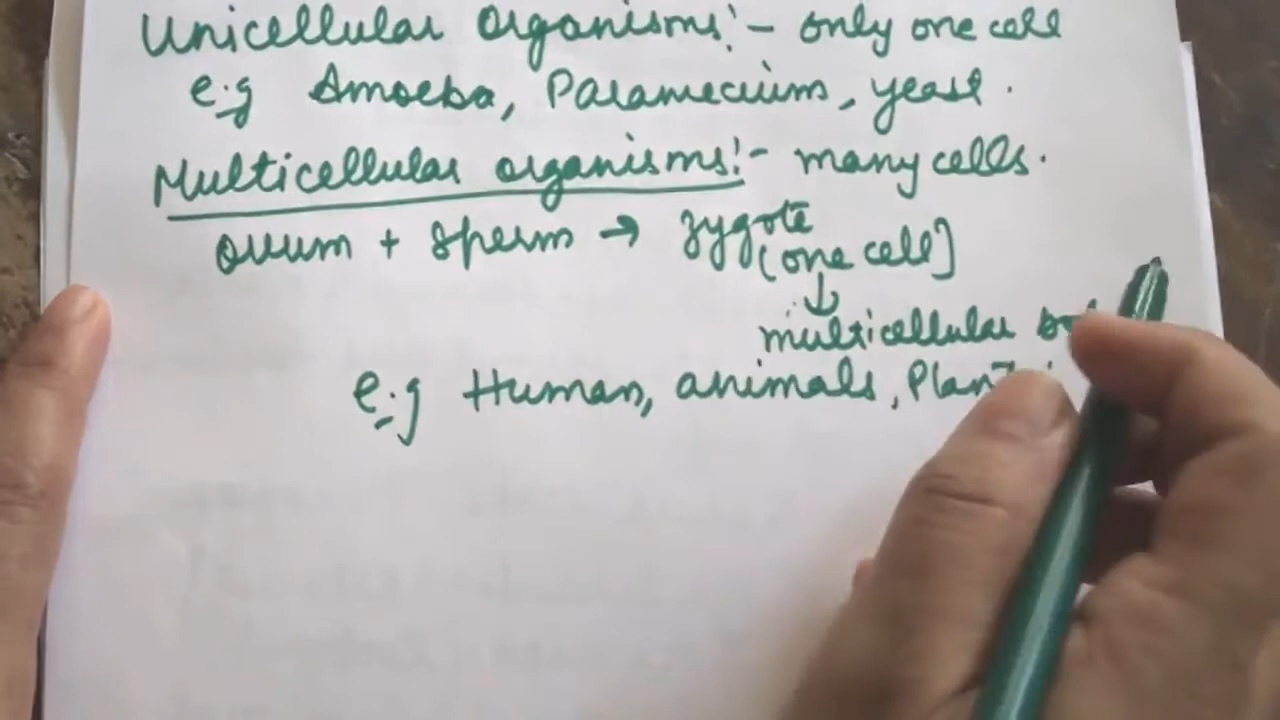 Unicellular organisms:- only one cell
e.g Amoeba, Paramecium, yeast.
Multicellular organisms:- many cells.
ovum + sperm → zygote
[one cell]
↓
multicellular
e.g Human, animals,